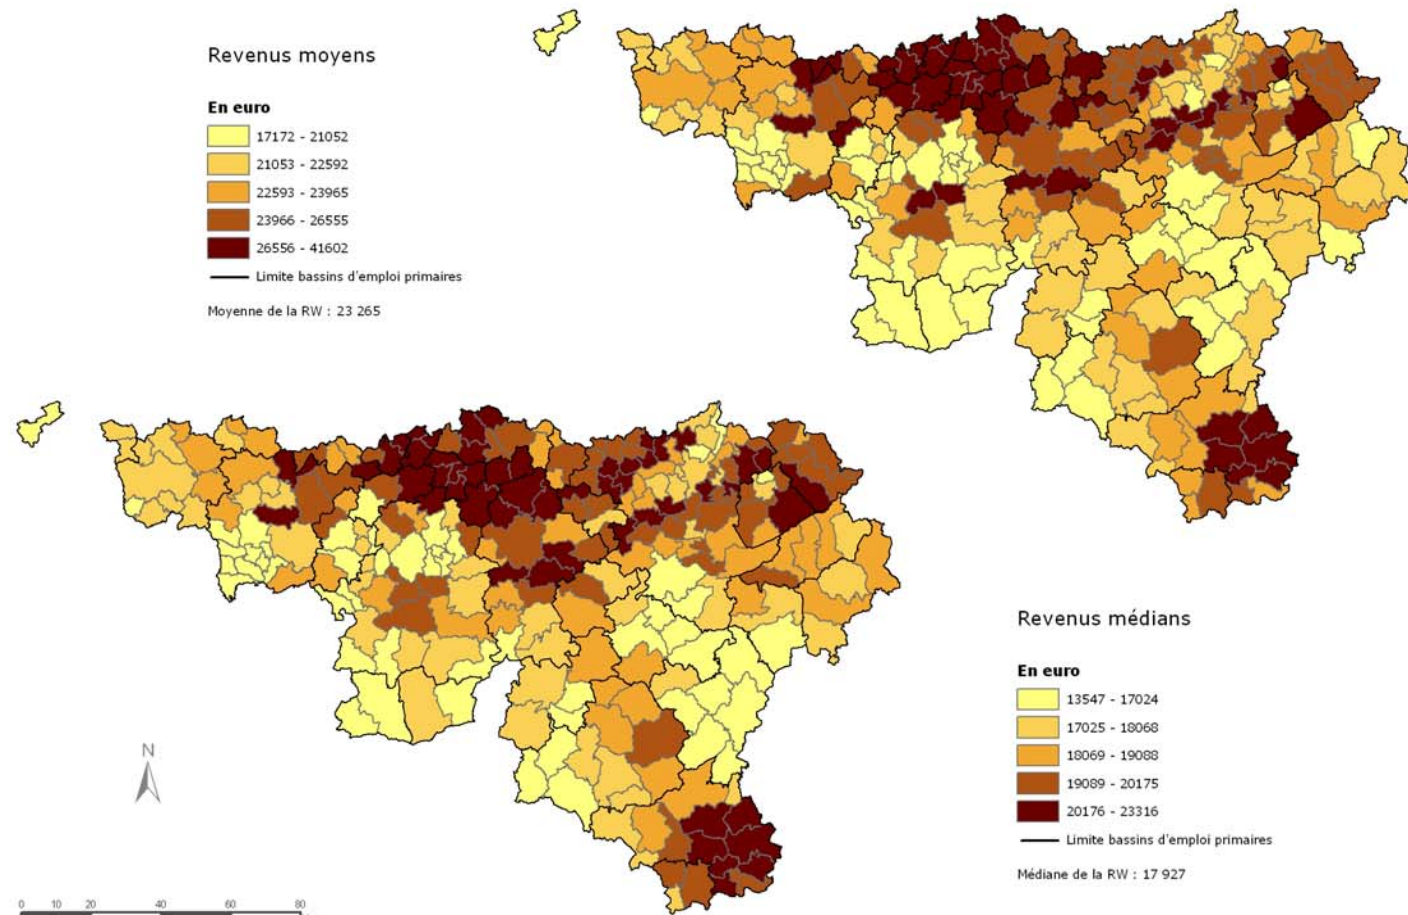 Revenus moyens
En euro
17172 - 21052
21053 - 22592
22593 - 23965
23966 - 26555
26556 - 41602
Limite bassins d'emploi primaires
Moyenne de la RW : 23 265
Revenus médians
En euro
13547 - 17024
17025 - 18068
18069 - 19088
19089 - 20175
20176 - 23316
Limite bassins d'emploi primaires
Médiane de la RW : 17 927
N
0 10 20 40 60 80